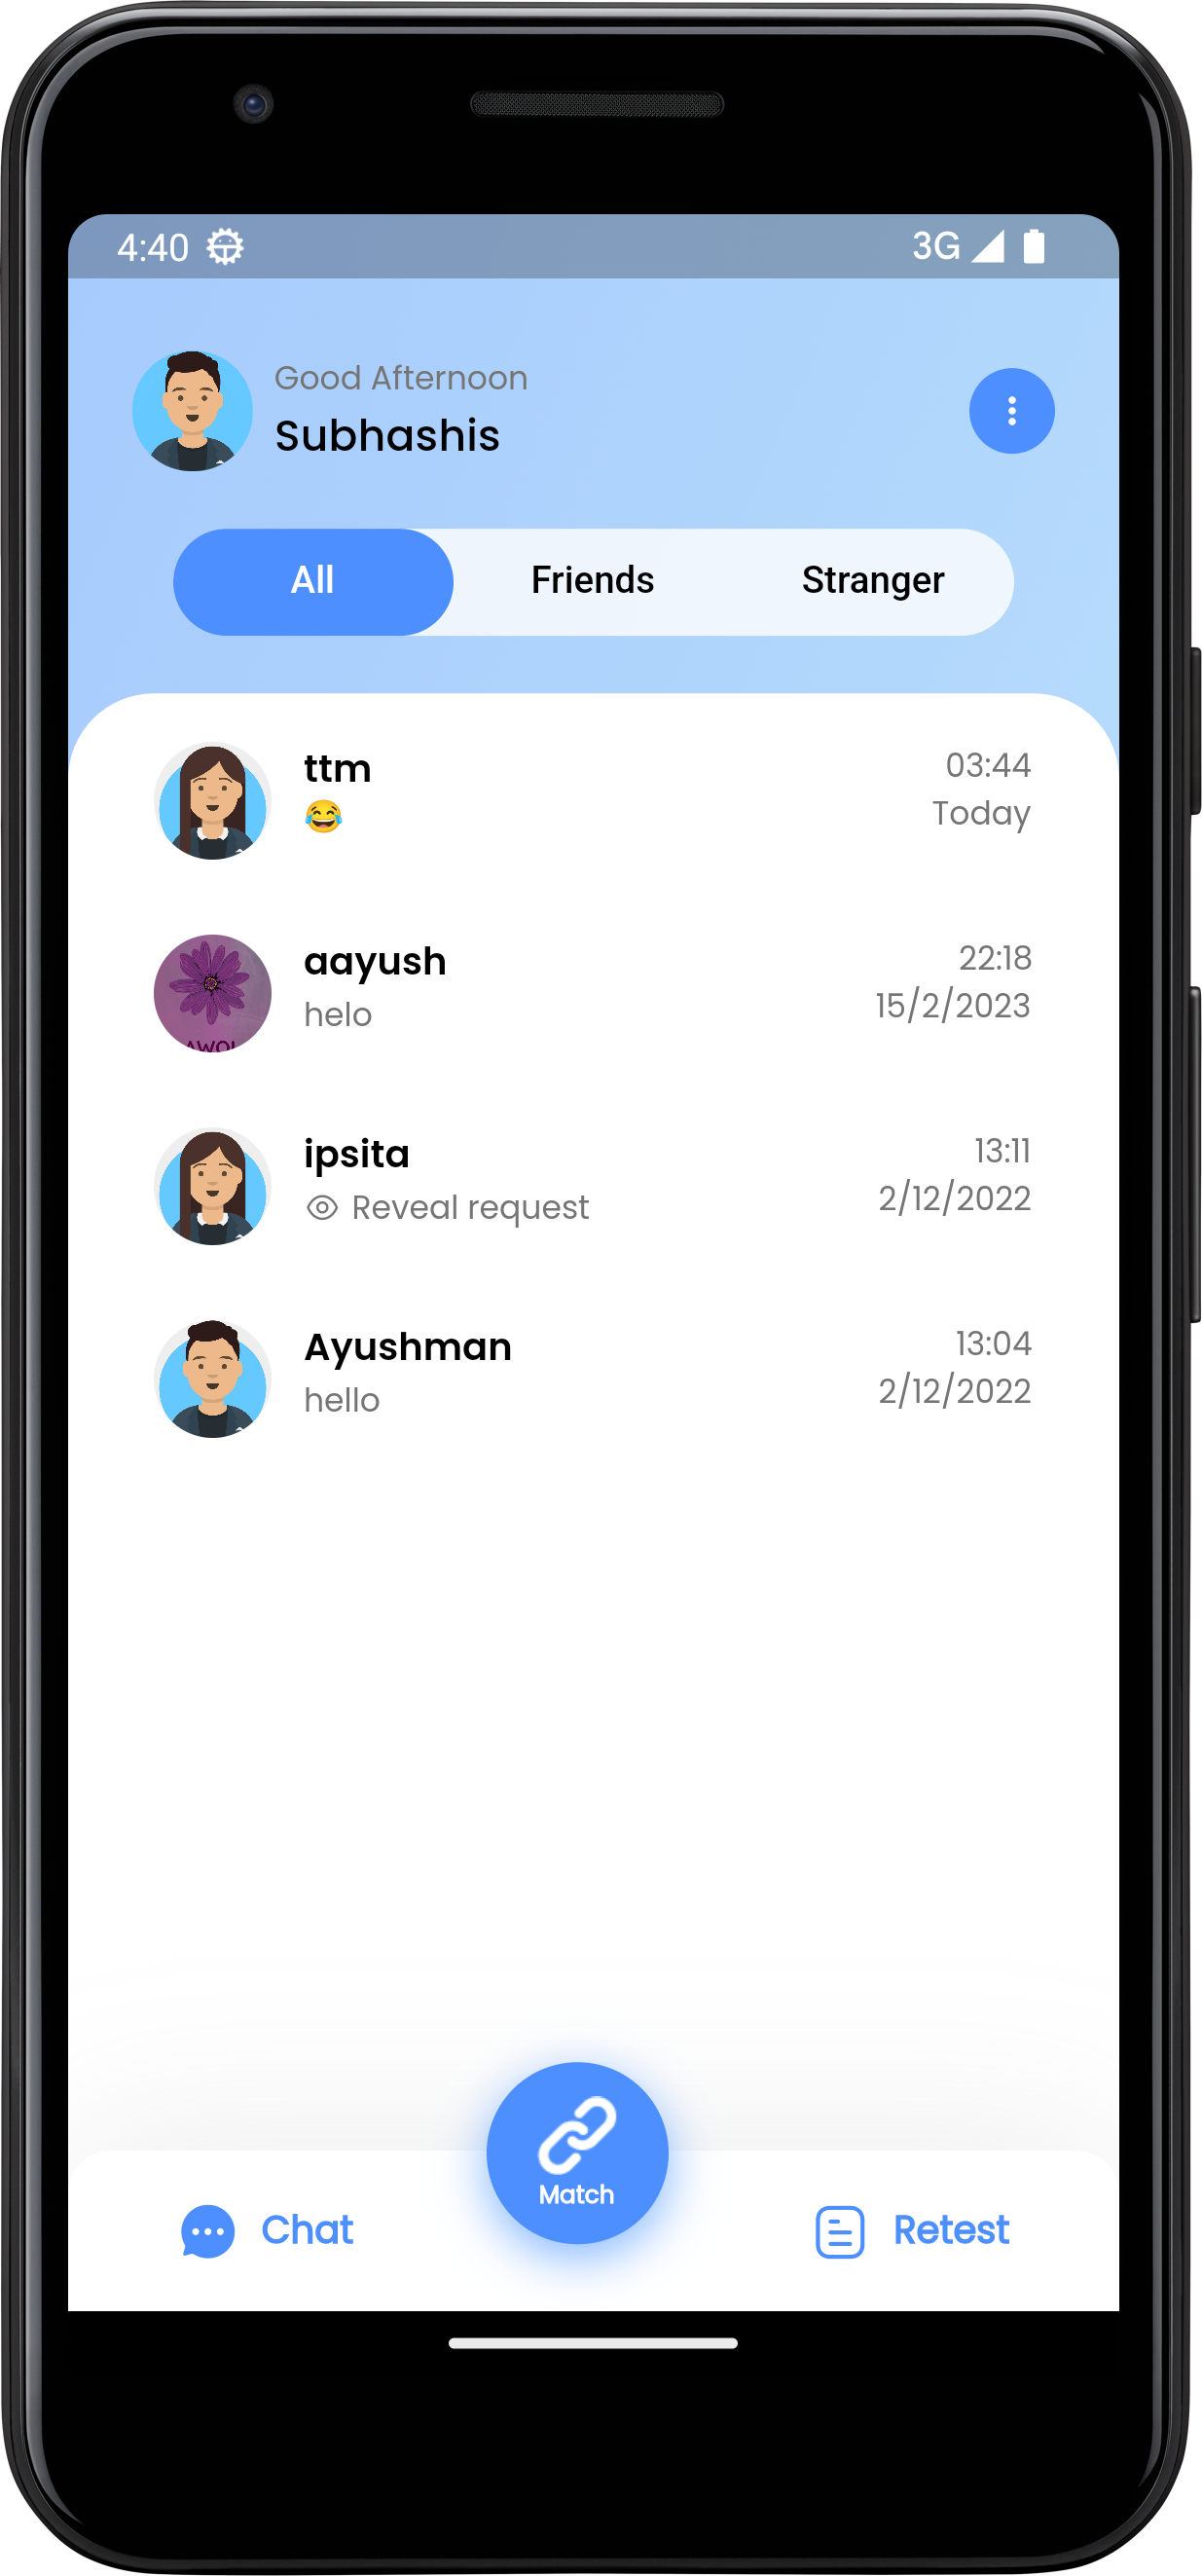 4:40 3G
Good Afternoon
Subhashis
All Friends Stranger
ttm 03:44
😂 Today
aayush 22:18
helo 15/2/2023
ipsita 13:11
Reveal request 2/12/2022
Ayushman 13:04
hello 2/12/2022
Match
Chat Retest